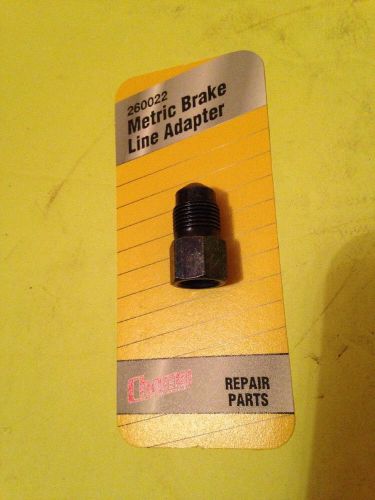 260022
Metric Brake
Line Adapter
REPAIR
PARTS